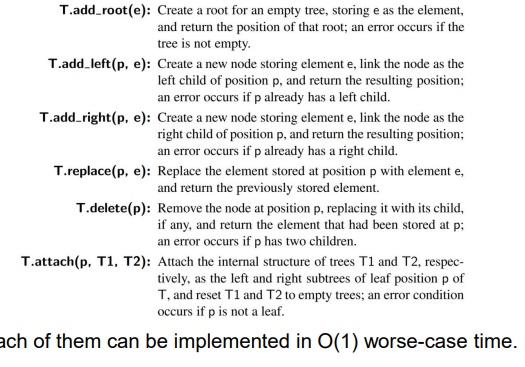 T.add_root(e): Create a root for an empty tree, storing e as the element,
and return the position of that root; an error occurs if the
tree is not empty.
T.add_left(p, e): Create a new node storing element e, link the node as the
left child of position p, and return the resulting position;
an error occurs if p already has a left child.
T.add_right(p, e): Create a new node storing element e, link the node as the
right child of position p, and return the resulting position;
an error occurs if p already has a right child.
T.replace(p, e): Replace the element stored at position p with element e,
and return the previously stored element.
T.delete(p): Remove the node at position p, replacing it with its child,
if any, and return the element that had been stored at p;
an error occurs if p has two children.
T.attach(p, T1, T2): Attach the internal structure of trees T1 and T2, respec-
tively, as the left and right subtrees of leaf position p of
T, and reset T1 and T2 to empty trees; an error condition
occurs if p is not a leaf.
ach of them can be implemented in O(1) worse-case time.